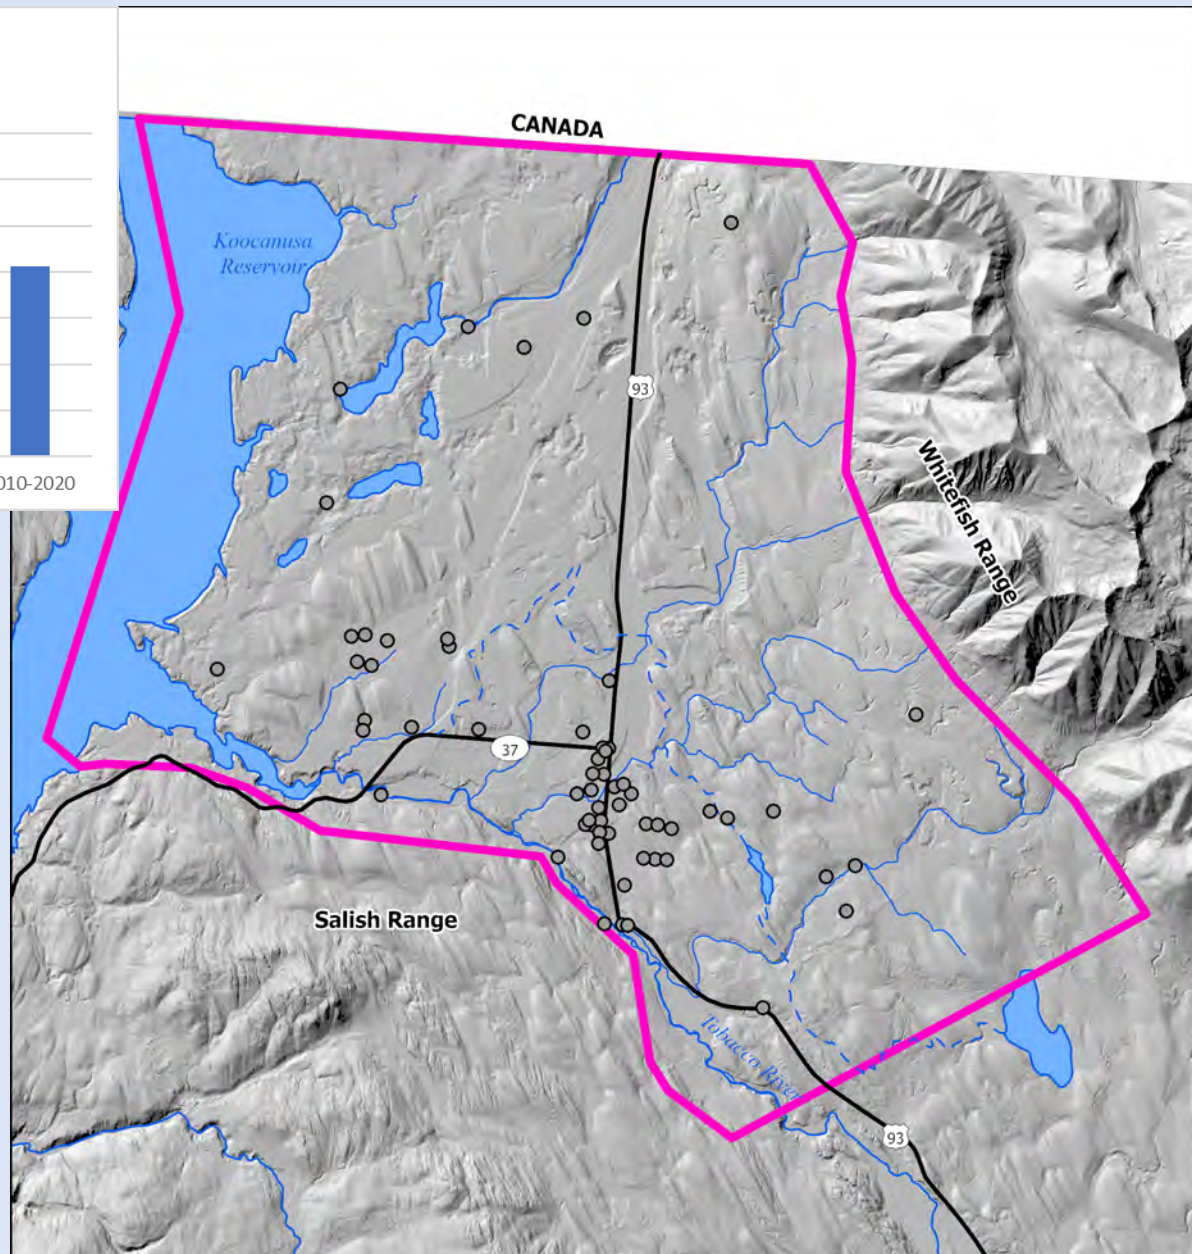 CANADA
Koocanusa
Reservoir
93
010-2020
Whitefish Range
37
Salish Range
Tobacco River
93